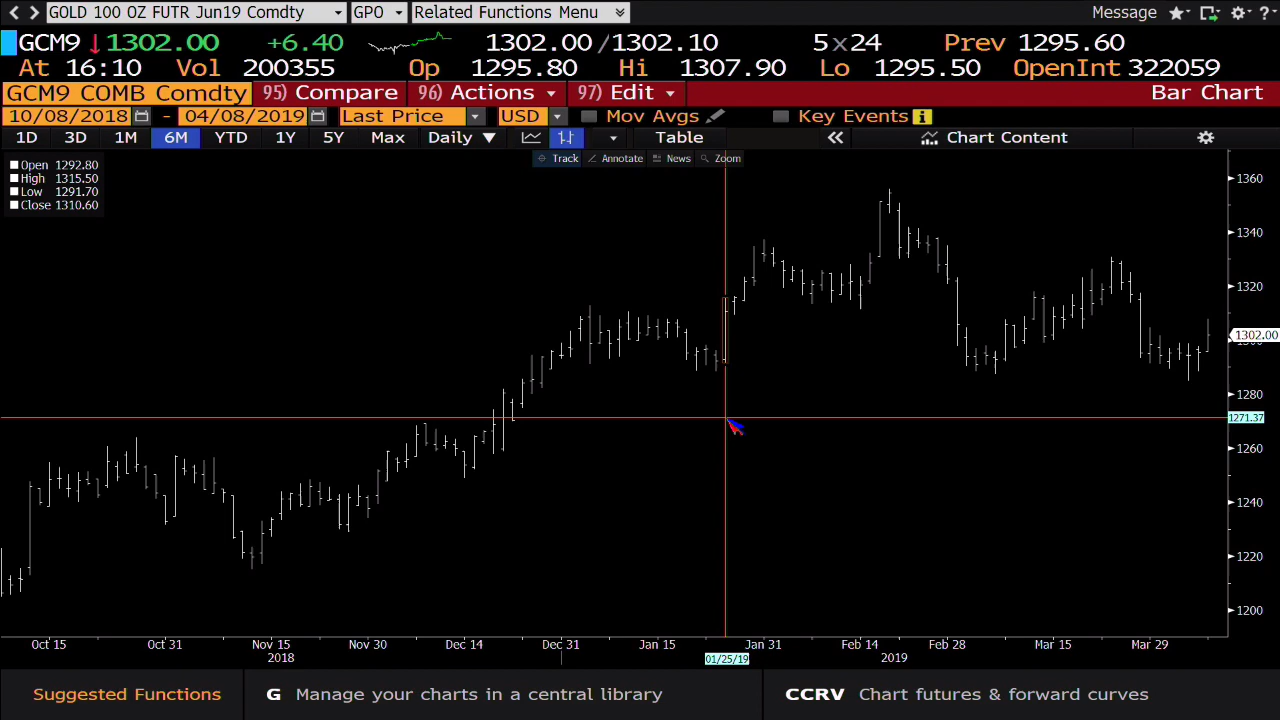 GOLD 100 OZ FUTR Jun19 Comdty GPO Related Functions Menu Message ?
GCM9 ↓1302.00 +6.40 1302.00 /1302.10 5x24 Prev 1295.60
At 16:10 Vol 200355 Op 1295.80 Hi 1307.90 Lo 1295.50 OpenInt 322059
GCM9 COMB Comdty 95) Compare 96) Actions 97) Edit Bar Chart
10/08/2018 - 04/08/2019 Last Price USD Mov Avgs Key Events i
1D 3D 1M 6M YTD 1Y 5Y Max Daily ▼ Table « Chart Content
Track Annotate News Zoom
Open 1292.80
High 1315.50
Low 1291.70
Close 1310.60
1360
1340
1320
1302.00
1280
1271.37
1260
1240
1220
1200
Oct 15 Oct 31 Nov 15 Nov 30 Dec 14 Dec 31 Jan 15 Jan 31 Feb 14 Feb 28 Mar 15 Mar 29
2018 01/25/19 2019
Suggested Functions G Manage your charts in a central library CCRV Chart futures & forward curves